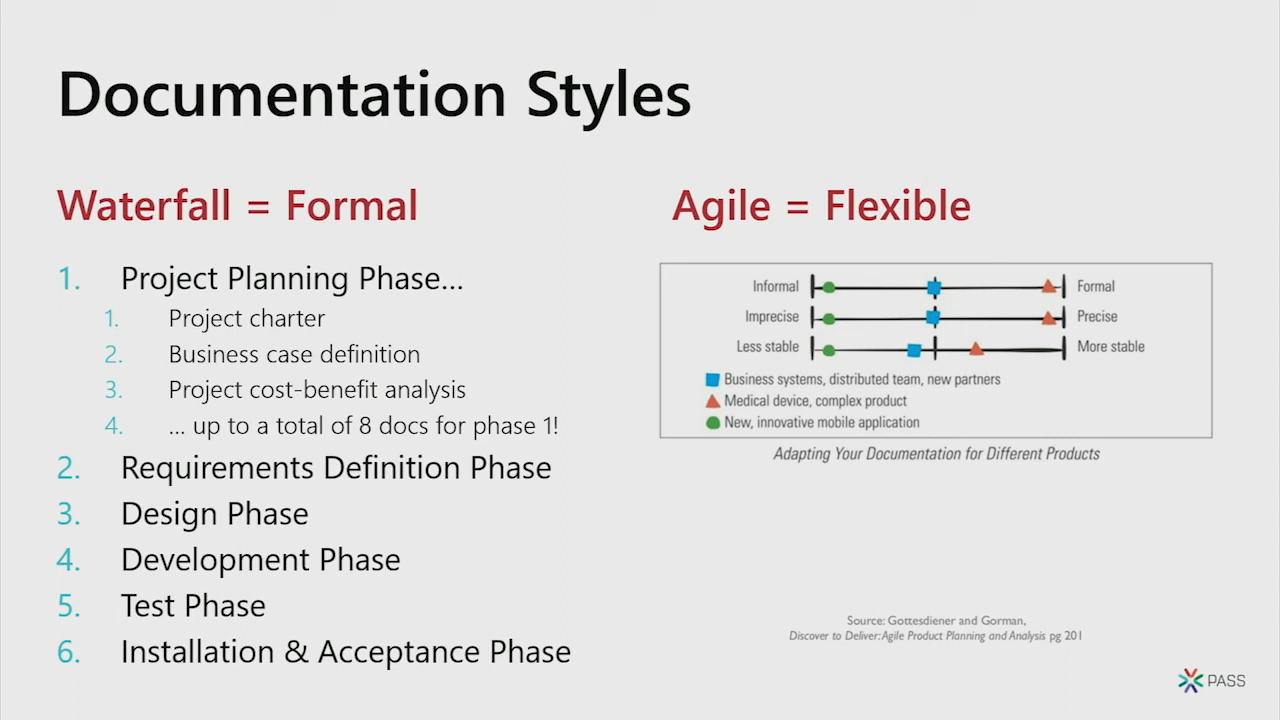 Documentation Styles
Waterfall = Formal
1. Project Planning Phase…
1. Project charter
2. Business case definition
3. Project cost-benefit analysis
4. … up to a total of 8 docs for phase 1!
2. Requirements Definition Phase
3. Design Phase
4. Development Phase
5. Test Phase
6. Installation & Acceptance Phase
Agile = Flexible
Informal Formal
Imprecise Precise
Less stable More stable
Business systems, distributed team, new partners
Medical device, complex product
New, innovative mobile application
Adapting Your Documentation for Different Products
Source: Gottesdiener and Gorman,
Discover to Deliver: Agile Product Planning and Analysis pg 201
PASS